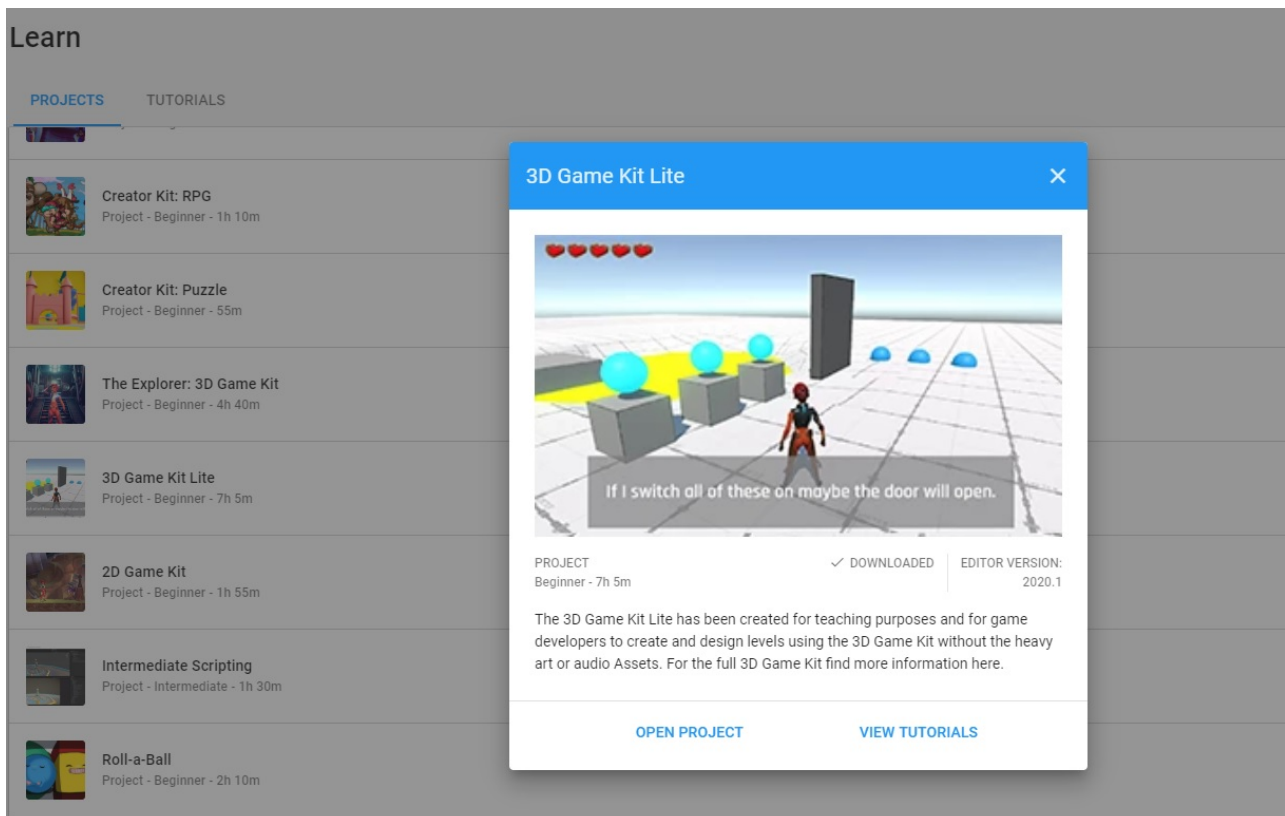 Learn
PROJECTS
TUTORIALS
Creator Kit: RPG
Project - Beginner - 1h 10m
Creator Kit: Puzzle
Project - Beginner - 55m
The Explorer: 3D Game Kit
Project - Beginner - 4h 40m
3D Game Kit Lite
Project - Beginner - 7h 5m
2D Game Kit
Project - Beginner - 1h 55m
Intermediate Scripting
Project - Intermediate - 1h 30m
Roll-a-Ball
Project - Beginner - 2h 10m
3D Game Kit Lite
If I switch all of these on maybe the door will open.
PROJECT
Beginner - 7h 5m
DOWNLOADED
EDITOR VERSION:
2020.1
The 3D Game Kit Lite has been created for teaching purposes and for game
developers to create and design levels using the 3D Game Kit without the heavy
art or audio Assets. For the full 3D Game Kit find more information here.
OPEN PROJECT
VIEW TUTORIALS